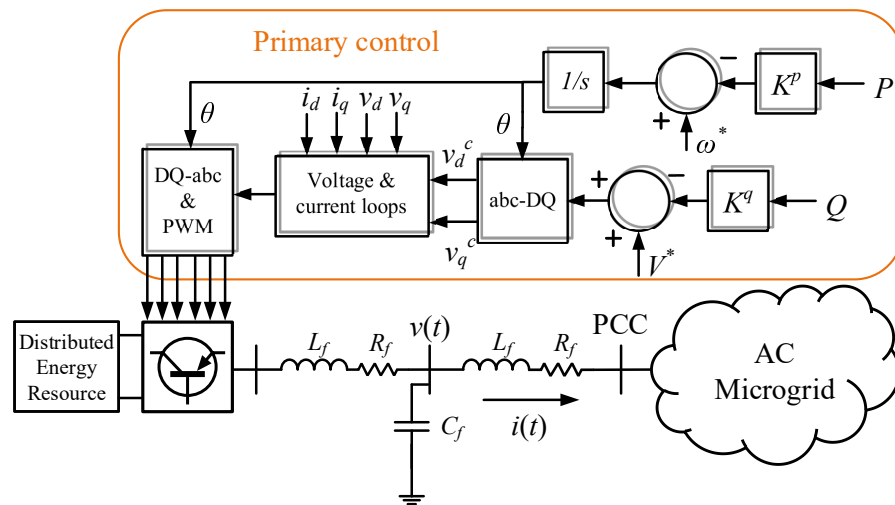 Primary control
1/s
−
+
K^p
P
ω*
θ
i_d i_q v_d v_q
θ
DQ-abc
&
PWM
Voltage &
current loops
v_d^c
v_q^c
abc-DQ
+
−
+
K^q
Q
V*
Distributed
Energy
Resource
L_f
R_f
v(t)
L_f
R_f
PCC
C_f
i(t)
AC
Microgrid